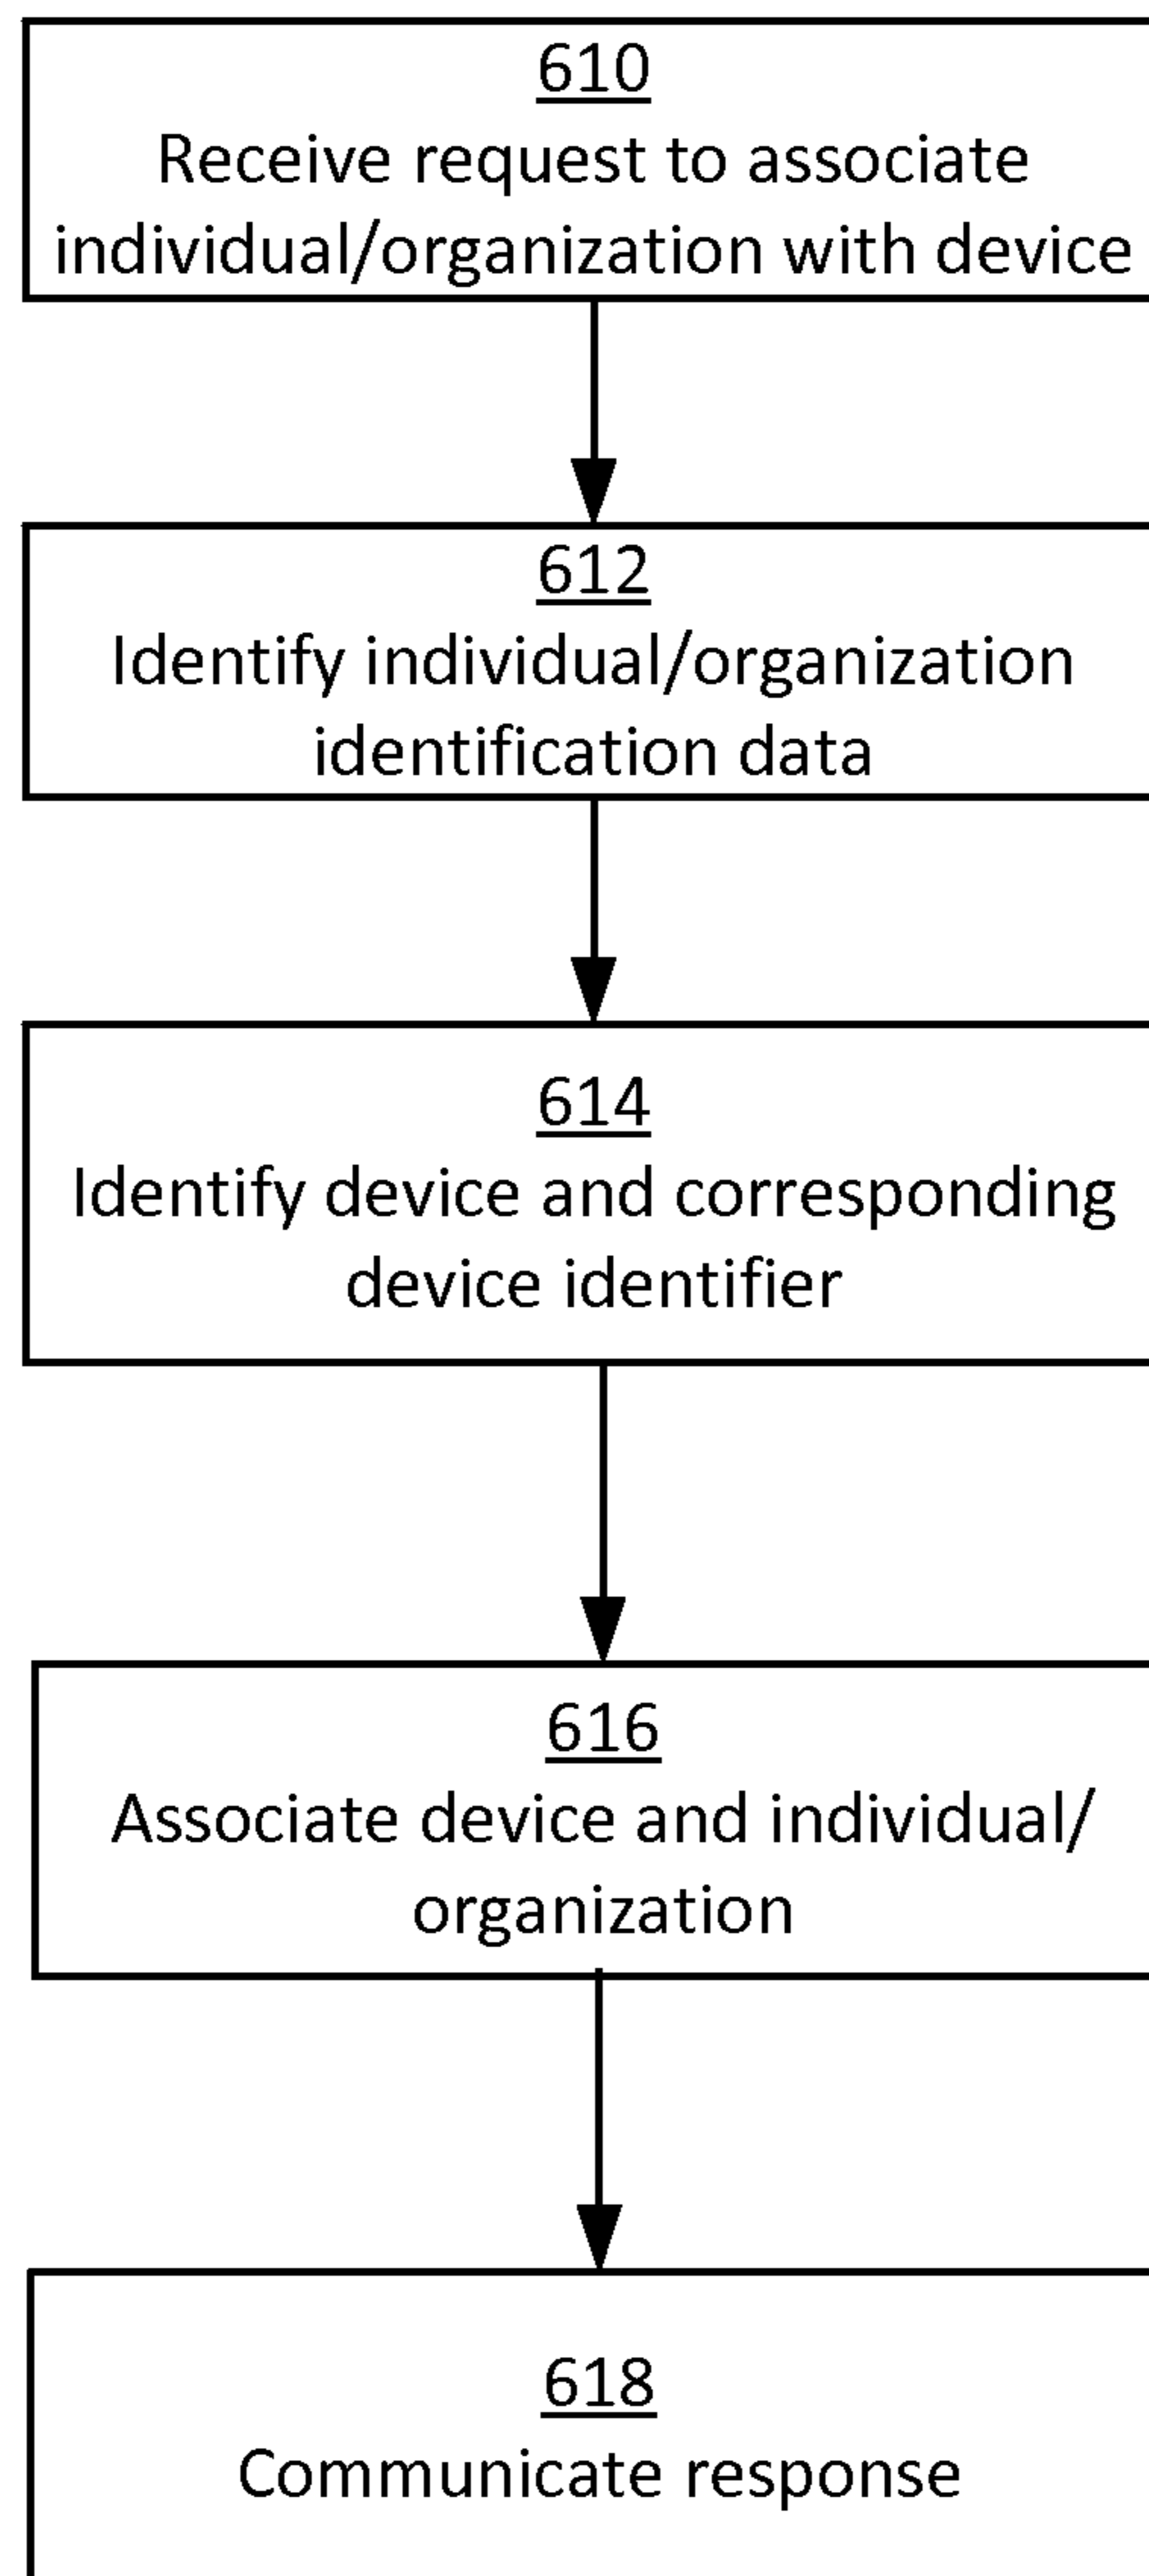 610
Receive request to associate
individual/organization with device
612
Identify individual/organization
identification data
614
Identify device and corresponding
device identifier
616
Associate device and individual/
organization
618
Communicate response